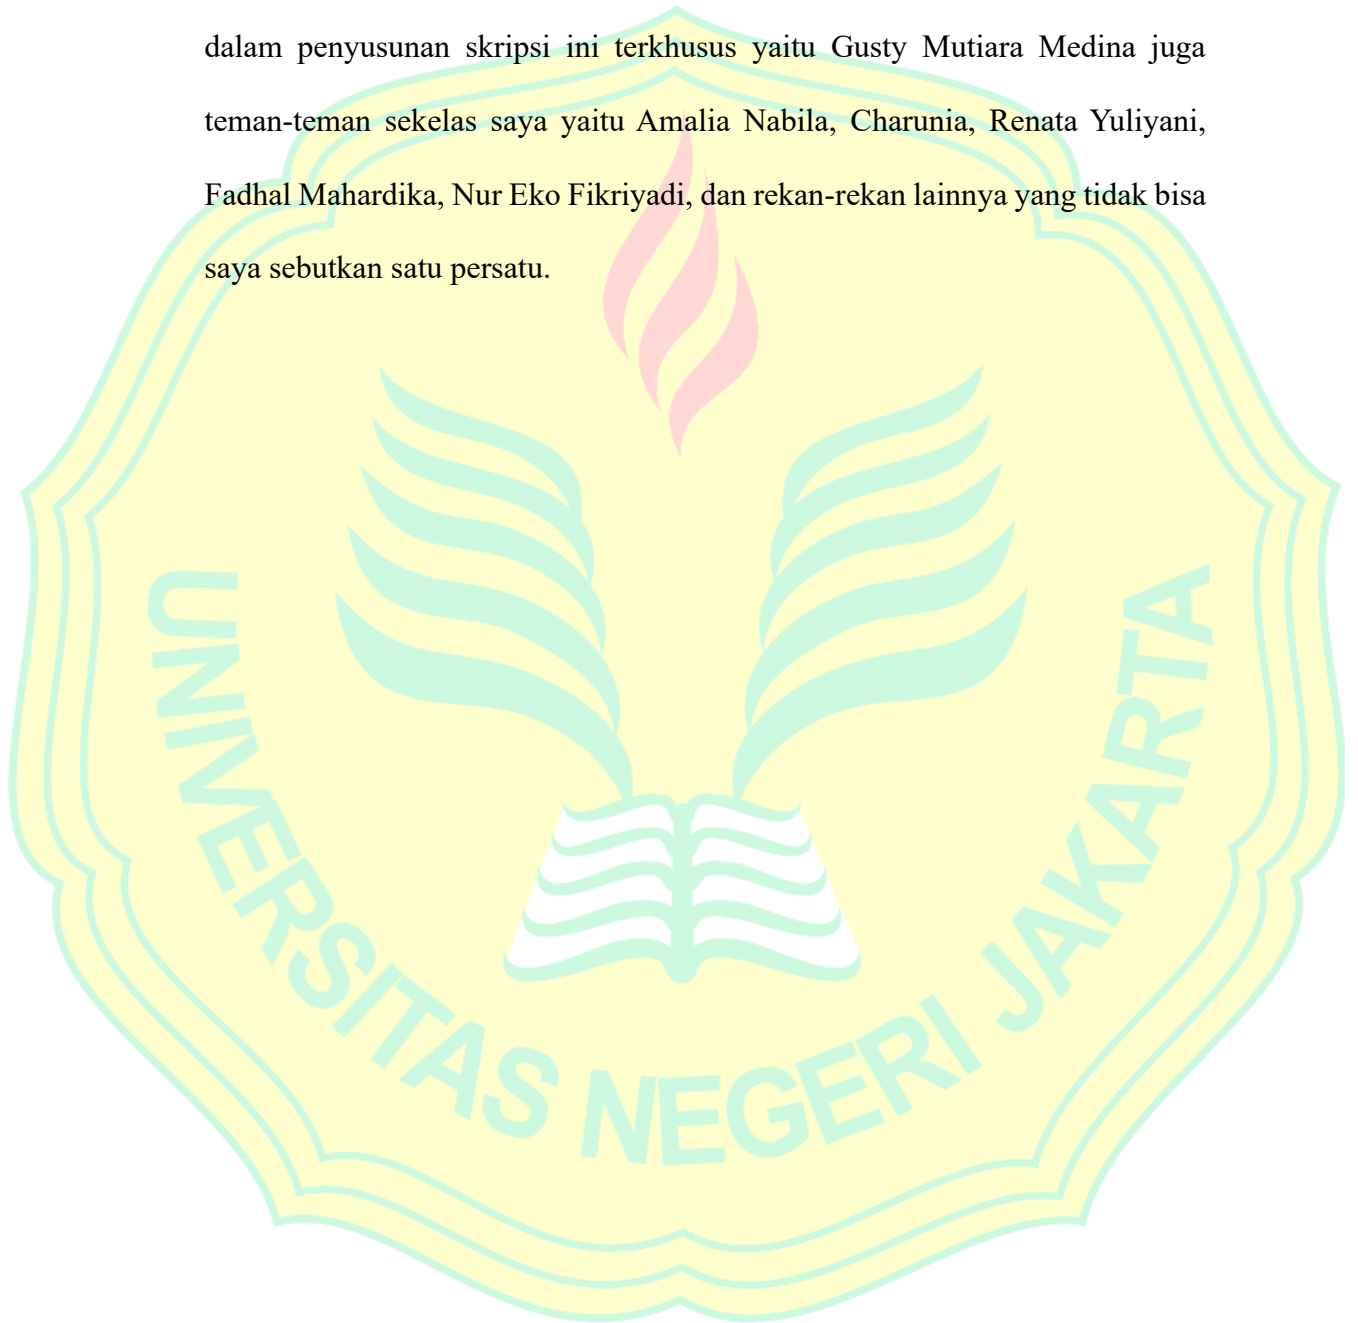 dalam penyusunan skripsi ini terkhusus yaitu Gusty Mutiara Medina juga
teman-teman sekelas saya yaitu Amalia Nabila, Charunia, Renata Yuliyani,
Fadhal Mahardika, Nur Eko Fikriyadi, dan rekan-rekan lainnya yang tidak bisa
saya sebutkan satu persatu.
UNIVERSITAS NEGERI JAKARTA